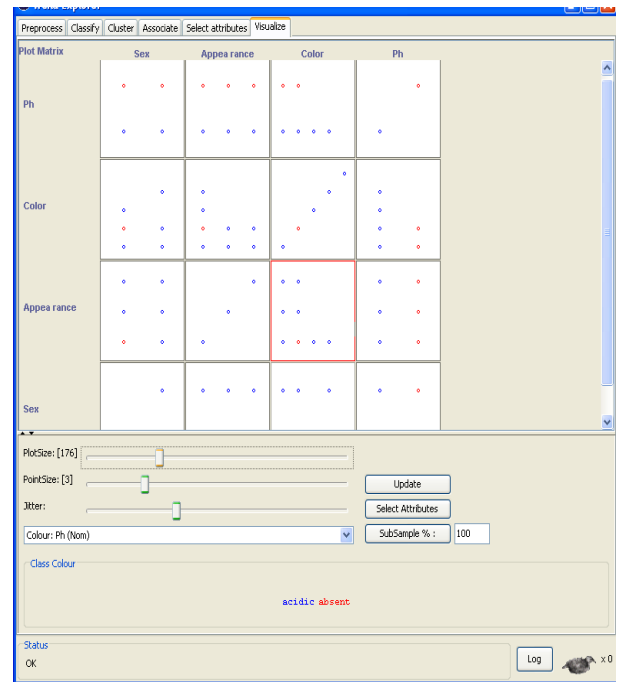 Preprocess Classify Cluster Associate Select attributes Visualize
Plot Matrix Sex Appea rance Color Ph
Ph
Color
Appea rance
Sex
PlotSize: [176]
PointSize: [3] Update
Jitter: Select Attributes
Colour: Ph (Nom) SubSample % : 100
Class Colour
acidic absent
Status
OK Log x 0